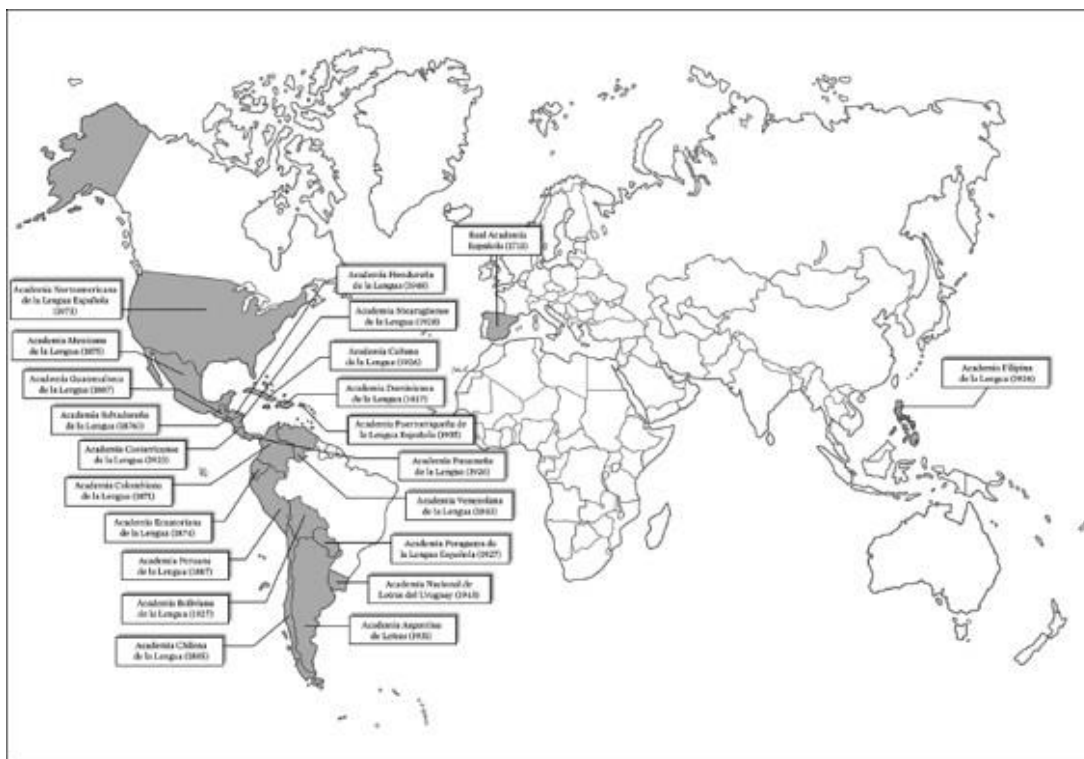 Real Academia
Española (1713)
Academia Norteamericana
de la Lengua Española
(1973)
Academia Mexicana
de la Lengua (1875)
Academia Guatemalteca
de la Lengua (1887)
Academia Salvadoreña
de la Lengua
Academia Costarricense
de la Lengua (1923)
Academia Colombiana
de la Lengua (1871)
Academia Ecuatoriana
de la Lengua (1874)
Academia Peruana
de la Lengua (1887)
Academia Boliviana
de la Lengua (1927)
Academia Chilena
de la Lengua (1885)
Academia Hondureña
de la Lengua
Academia Nicaragüense
de la Lengua (1928)
Academia Cubana
de la Lengua (1926)
Academia Dominicana
de la Lengua (1927)
Academia Puertorriqueña de
la Lengua Española
Academia Panameña
de la Lengua (1926)
Academia Venezolana
de la Lengua (1883)
Academia Paraguaya de
la Lengua Española (1927)
Academia Nacional de
Letras del Uruguay (1943)
Academia Argentina
de Letras (1931)
Academia Filipina
de la Lengua (1924)